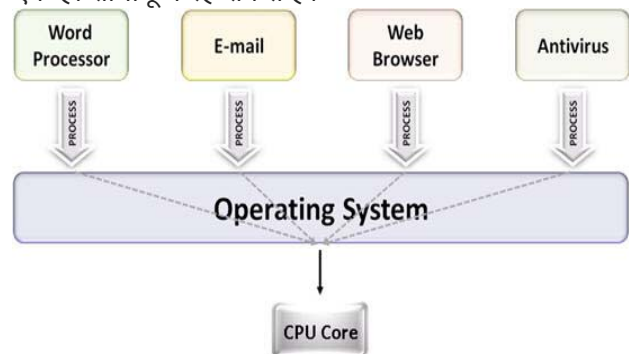 Word Processor
E-mail
Web Browser
Antivirus
PROCESS
PROCESS
PROCESS
PROCESS
Operating System
CPU Core